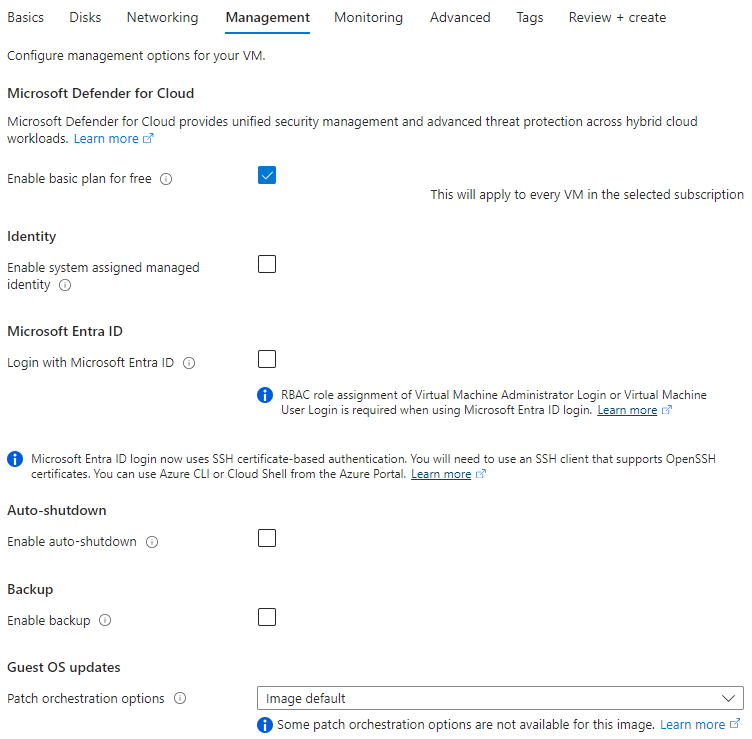 Basics Disks Networking Management Monitoring Advanced Tags Review + create
Configure management options for your VM.
Microsoft Defender for Cloud
Microsoft Defender for Cloud provides unified security management and advanced threat protection across hybrid cloud
workloads. Learn more
Enable basic plan for free
This will apply to every VM in the selected subscription
Identity
Enable system assigned managed
identity
Microsoft Entra ID
Login with Microsoft Entra ID
RBAC role assignment of Virtual Machine Administrator Login or Virtual Machine
User Login is required when using Microsoft Entra ID login. Learn more
Microsoft Entra ID login now uses SSH certificate-based authentication. You will need to use an SSH client that supports OpenSSH
certificates. You can use Azure CLI or Cloud Shell from the Azure Portal. Learn more
Auto-shutdown
Enable auto-shutdown
Backup
Enable backup
Guest OS updates
Patch orchestration options
Image default
Some patch orchestration options are not available for this image. Learn more